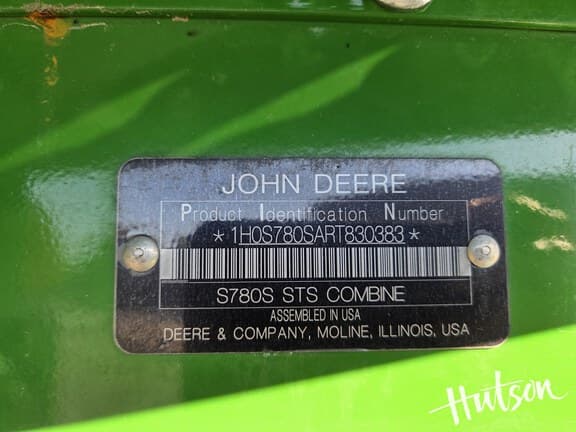 JOHN DEERE
Product Identification Number
*1H0S780SART830383*
S780S STS COMBINE
ASSEMBLED IN USA
DEERE & COMPANY, MOLINE, ILLINOIS, USA
Hutson